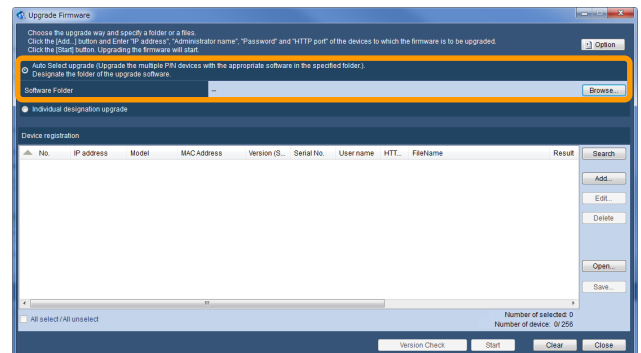 Upgrade Firmware
Choose the upgrade way and specify a folder or a files.
Click the [Add...] button and Enter "IP address", "Administrator name", "Password" and "HTTP port" of the devices to which the firmware is to be upgraded.
Click the [Start] button. Upgrading the firmware will start.
Option
Auto Select upgrade (Upgrade the multiple P/N devices with the appropriate software in the specified folder.).
Designate the folder of the upgrade software.
Software Folder -- Browse...
Individual designation upgrade
Device registration
No. IP address Model MAC Address Version (S... Serial No. User name HTT... FileName Result Search
Add...
Edit...
Delete
Open...
Save...
All select / All unselect
Number of selected: 0
Number of device: 0/ 256
Version Check Start Clear Close